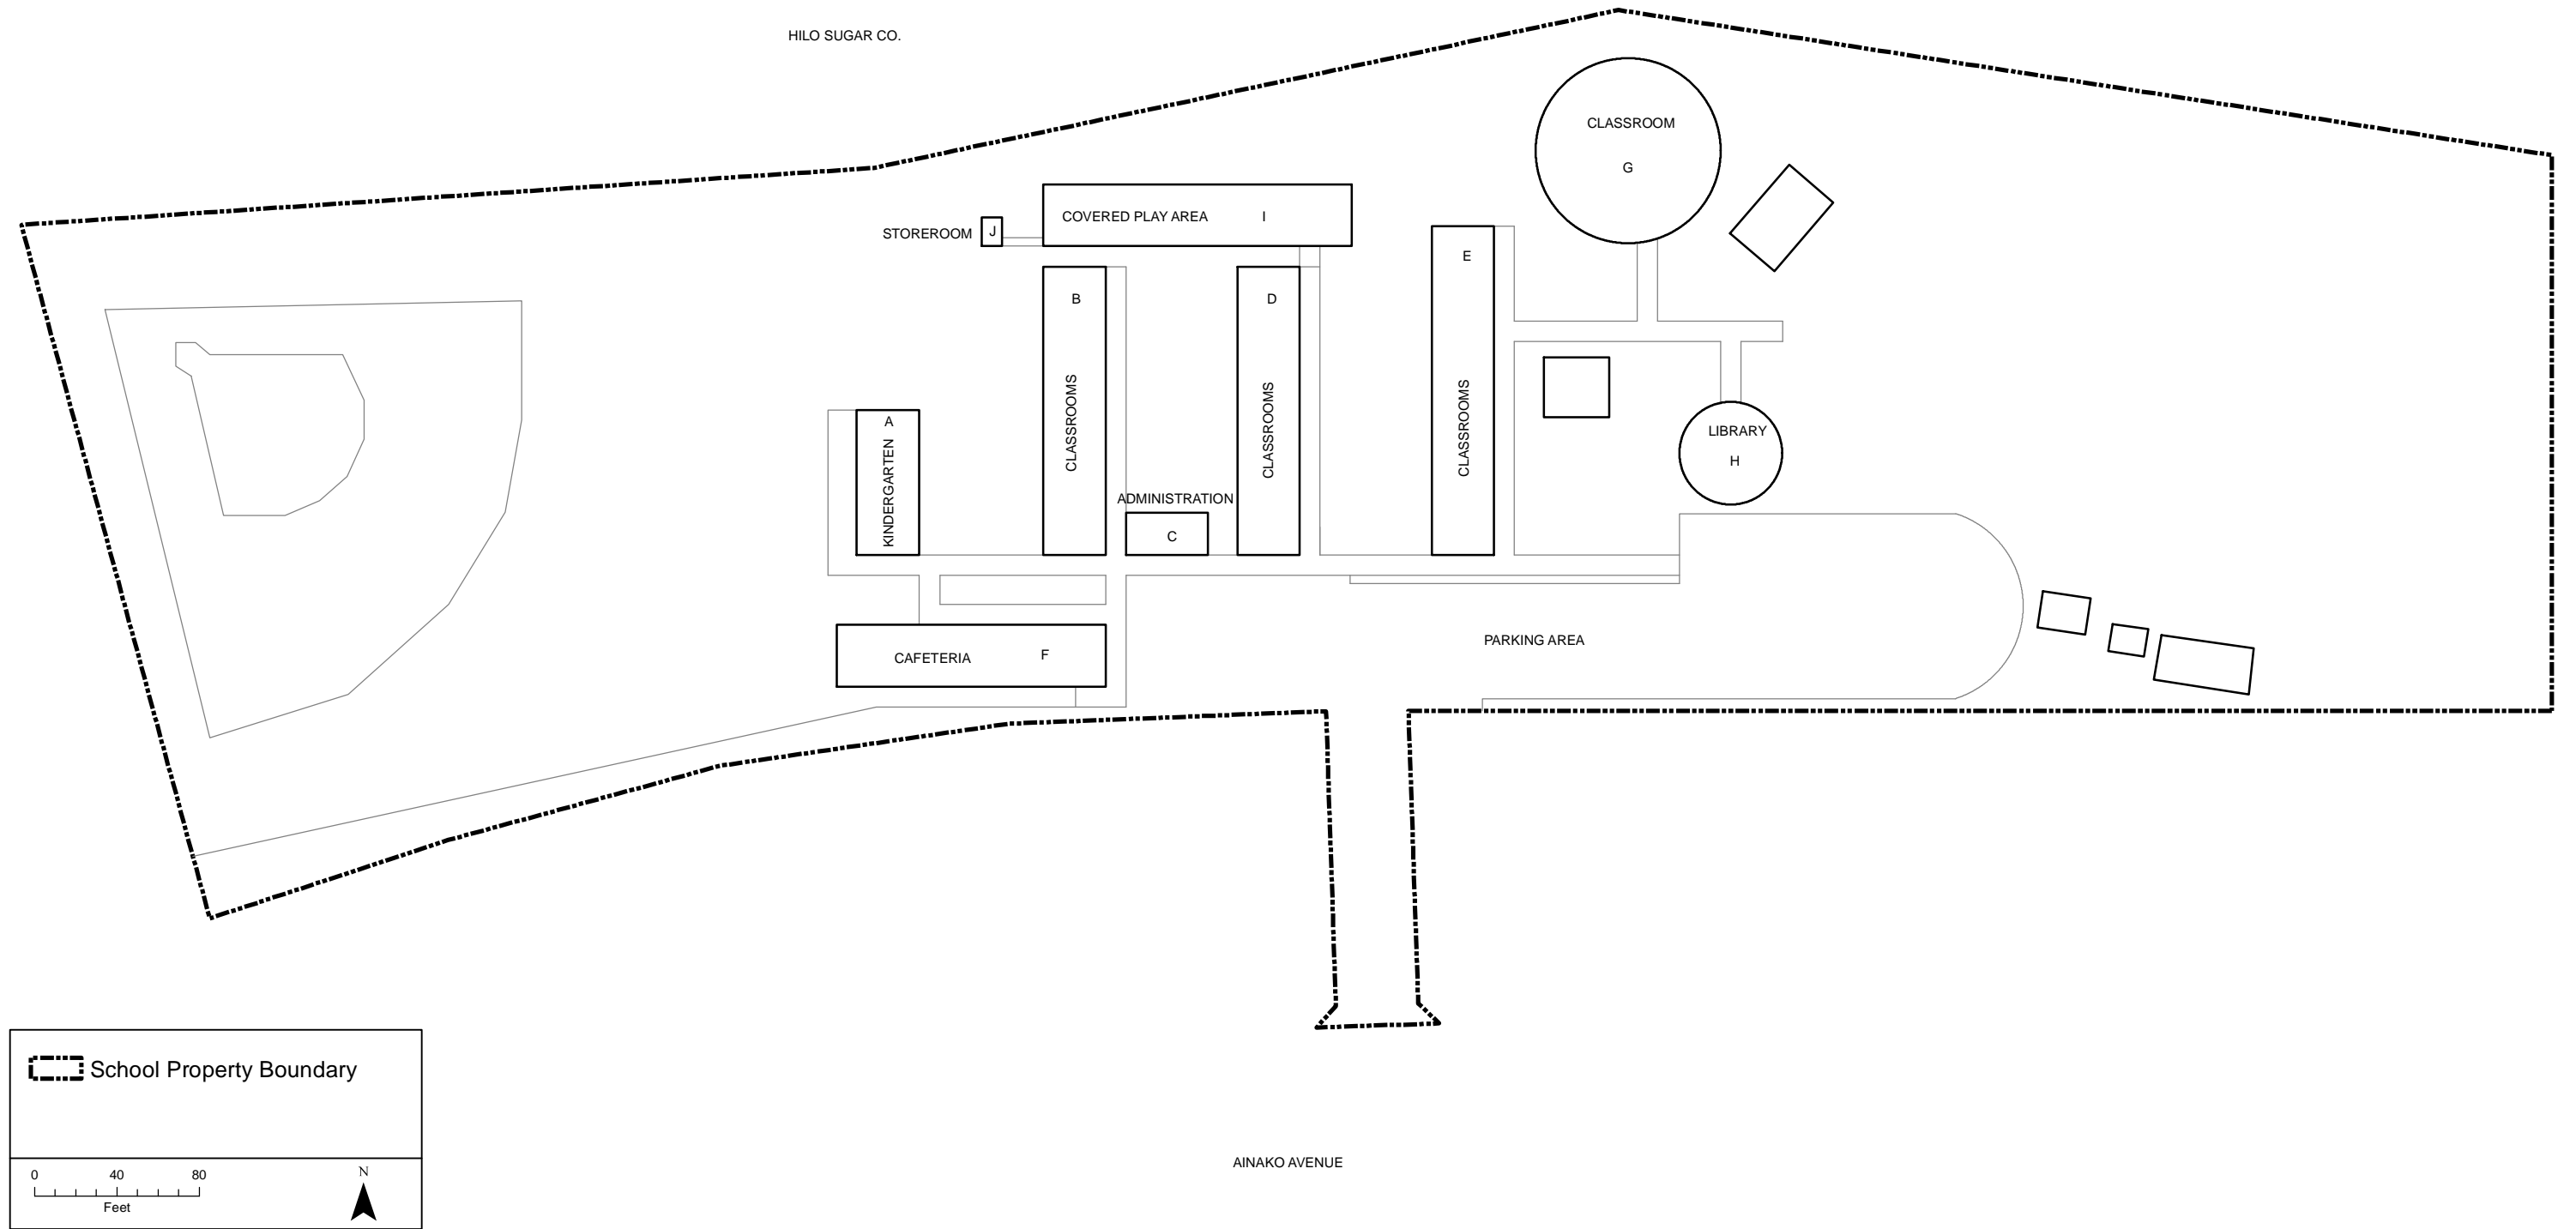 HILO SUGAR CO.
CLASSROOM
G
COVERED PLAY AREA I
STOREROOM J
E
CLASSROOMS
B
CLASSROOMS
D
CLASSROOMS
A
KINDERGARTEN
LIBRARY
H
ADMINISTRATION
C
CAFETERIA F
PARKING AREA
School Property Boundary
0 40 80
Feet
N
AINAKO AVENUE